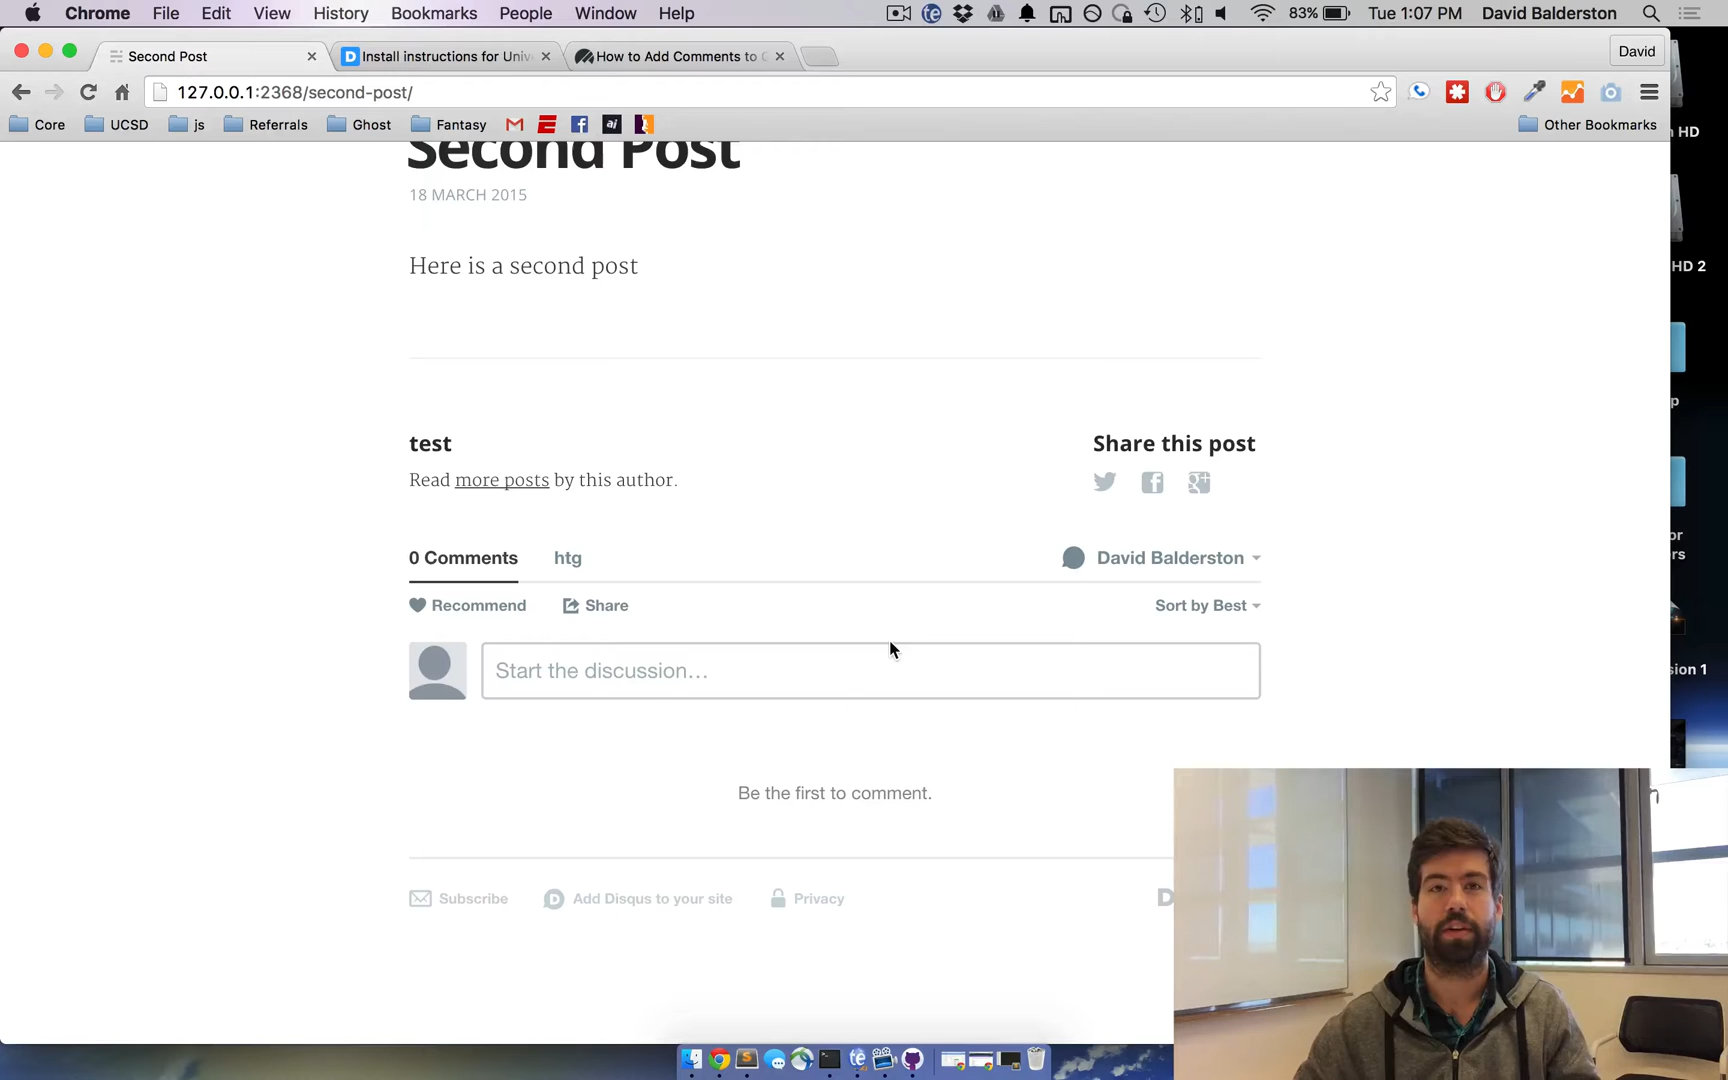 Chrome File Edit View History Bookmarks People Window Help 83% Tue 1:07 PM David Balderston
Second Post Install instructions for Univ How to Add Comments to David
127.0.0.1:2368/second-post/
Core UCSD js Referrals Ghost Fantasy Other Bookmarks
HD
Second Post
18 MARCH 2015
Here is a second post
HD 2
test Share this post
Read more posts by this author.
0 Comments htg David Balderston
Recommend Share Sort by Best
Start the discussion…
sion 1
Be the first to comment.
Subscribe Add Disqus to your site Privacy D